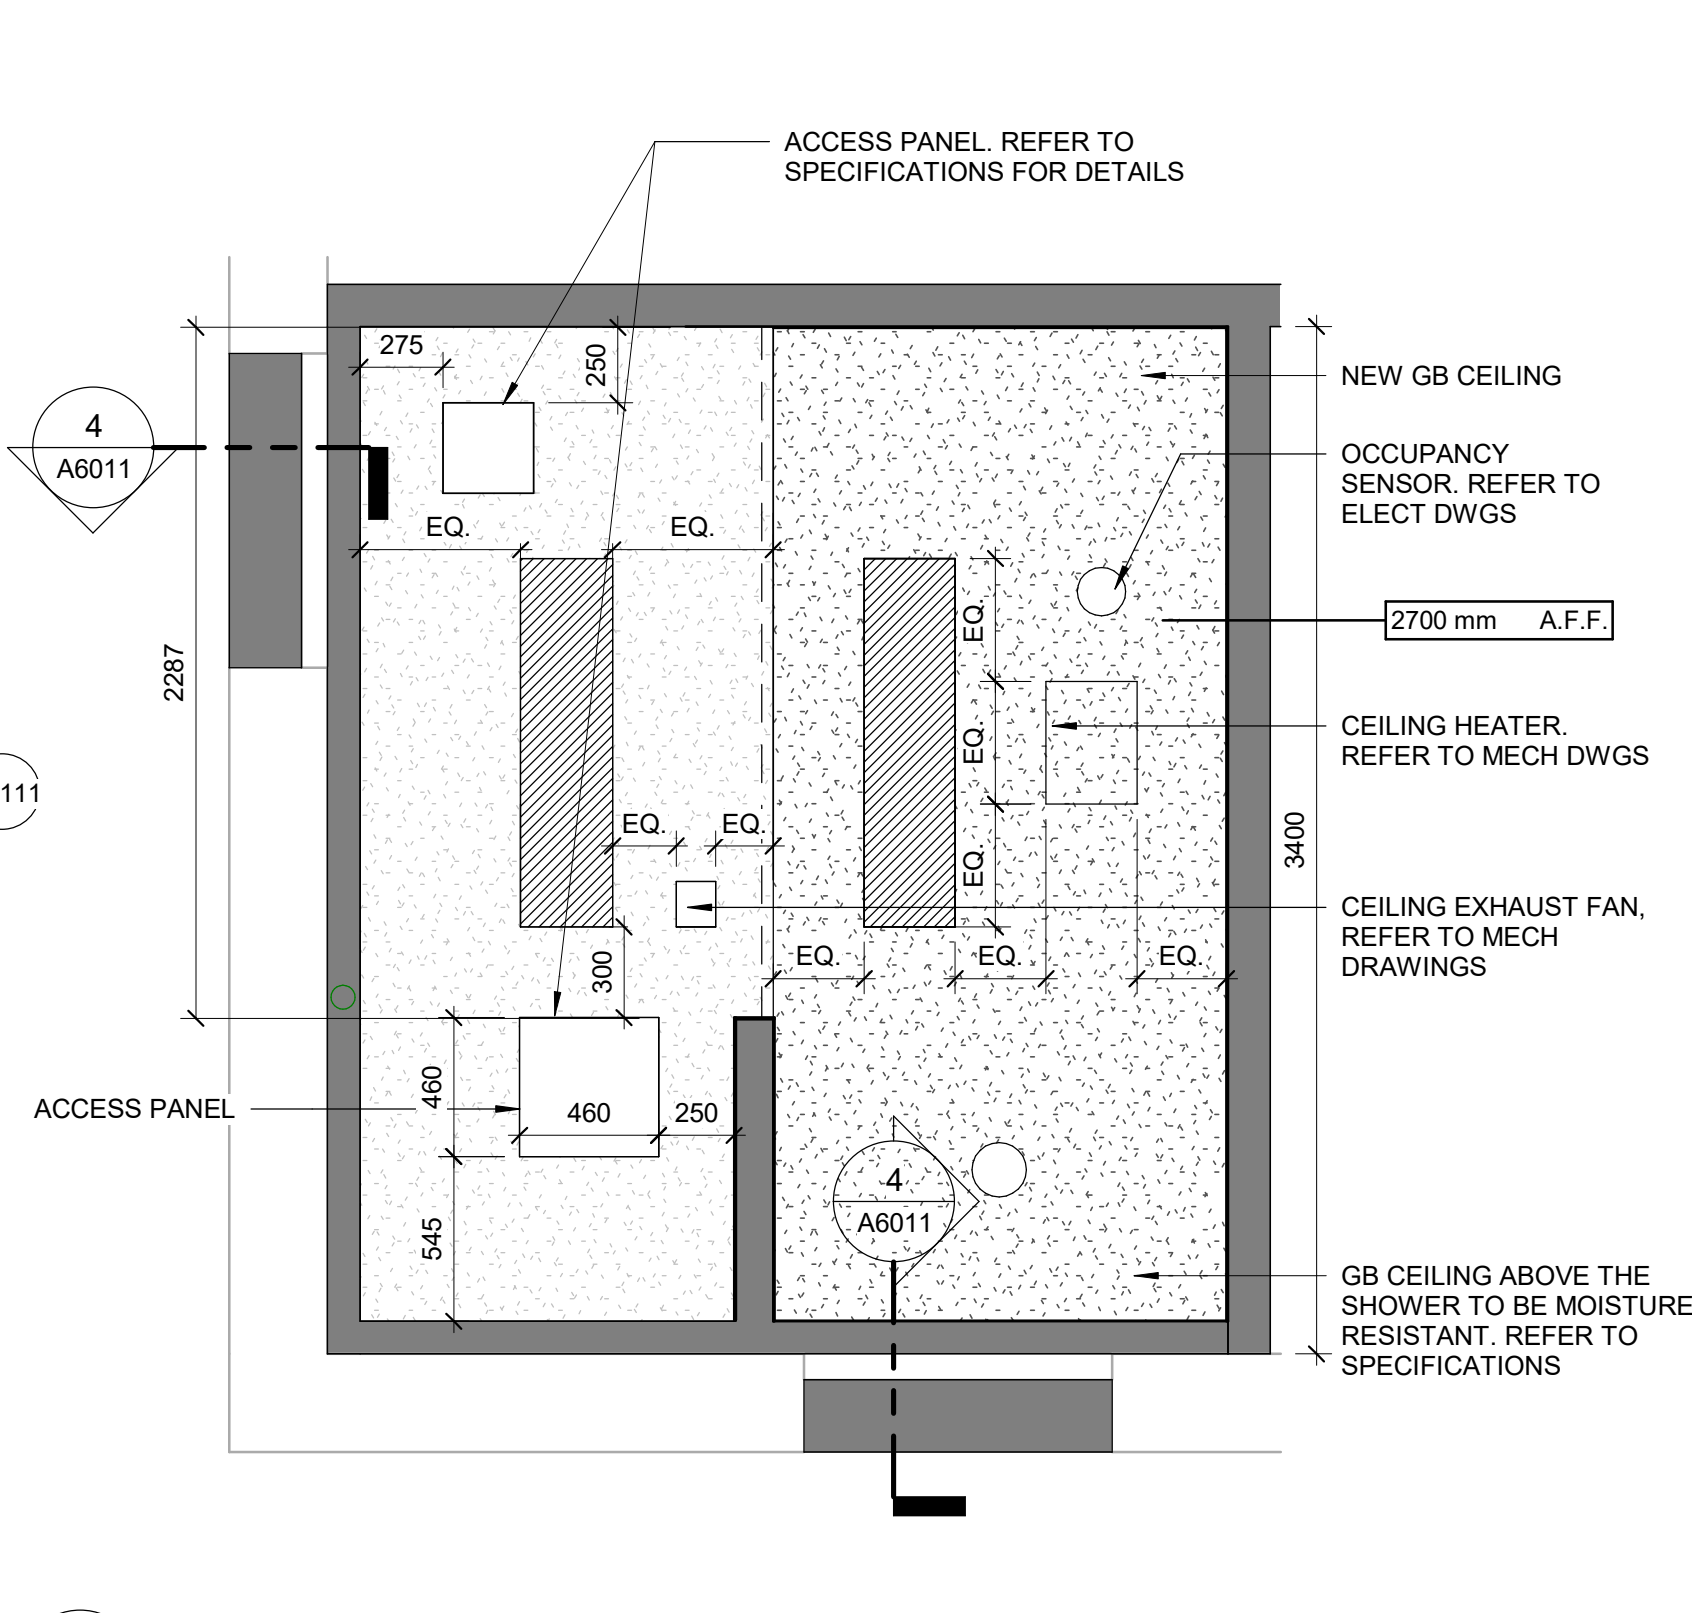 ACCESS PANEL. REFER TO
SPECIFICATIONS FOR DETAILS
275
250
NEW GB CEILING
4
A6011
OCCUPANCY
SENSOR. REFER TO
ELECT DWGS
EQ.
EQ.
EQ.
2700 mm A.F.F.
2287
CEILING HEATER.
REFER TO MECH DWGS
EQ.
111
EQ.
EQ.
3400
EQ.
CEILING EXHAUST FAN,
REFER TO MECH
DRAWINGS
EQ.
EQ.
EQ.
300
460
ACCESS PANEL
460
250
4
A6011
545
GB CEILING ABOVE THE
SHOWER TO BE MOISTURE
RESISTANT. REFER TO
SPECIFICATIONS